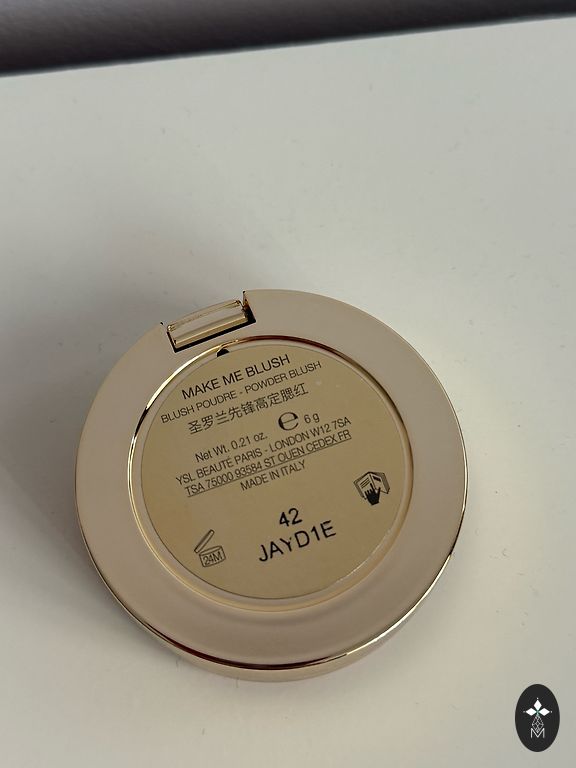 MAKE ME BLUSH
BLUSH POUDRE - POWDER BLUSH
圣罗兰先锋高定腮红
Net Wt. 0.21 oz. ℮ 6 g
YSL BEAUTÉ PARIS - LONDON W12 7SA
TSA 75000 93584 ST OUEN CEDEX FR
MADE IN ITALY
24M
42
JAYD1E
M